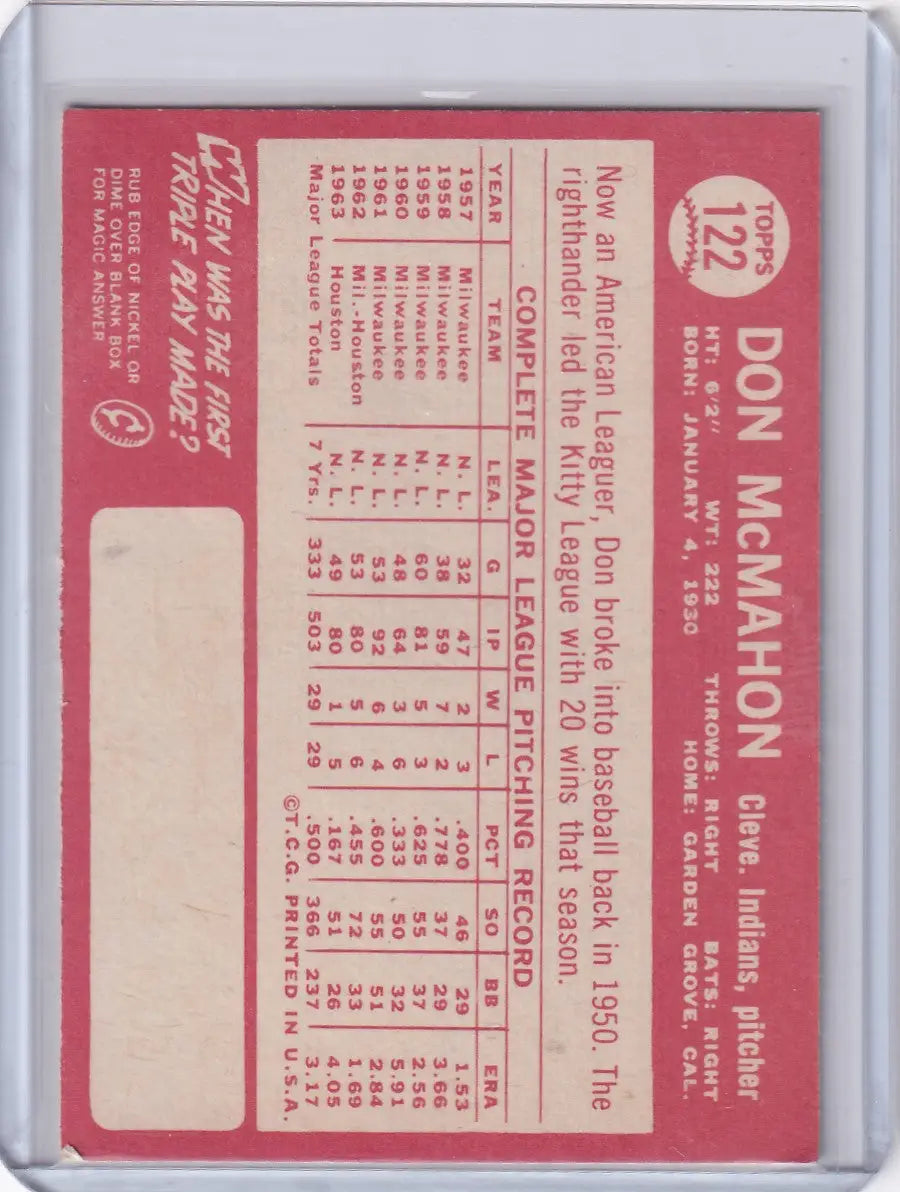 TOPPS
122
DON McMAHON Cleve. Indians, pitcher
HT: 6'2" WT: 222 THROWS: RIGHT BATS: RIGHT
BORN: JANUARY 4, 1930 HOME: GARDEN GROVE, CAL.
Now an American Leaguer, Don broke into baseball back in 1950. The
righthander led the Kitty League with 20 wins that season.
COMPLETE MAJOR LEAGUE PITCHING RECORD
YEAR TEAM LEA. G IP W L PCT SO BB ERA
1957 Milwaukee N. L. 32 47 2 3 .400 46 29 1.53
1958 Milwaukee N. L. 38 59 7 2 .778 37 29 3.66
1959 Milwaukee N. L. 60 81 5 3 .625 55 37 2.56
1960 Milwaukee N. L. 48 64 3 6 .333 50 32 5.91
1961 Milwaukee N. L. 53 92 6 4 .600 55 51 2.84
1962 Mil.-Houston N. L. 53 80 5 6 .455 72 33 1.69
1963 Houston N. L. 49 80 1 5 .167 51 26 4.05
Major League Totals 7 Yrs. 333 503 29 29 .500 366 237 3.17
©T.C.G. PRINTED IN U.S.A.
WHEN WAS THE FIRST
TRIPLE PLAY MADE?
RUB EDGE OF NICKEL OR
DIME OVER BLANK BOX
FOR MAGIC ANSWER